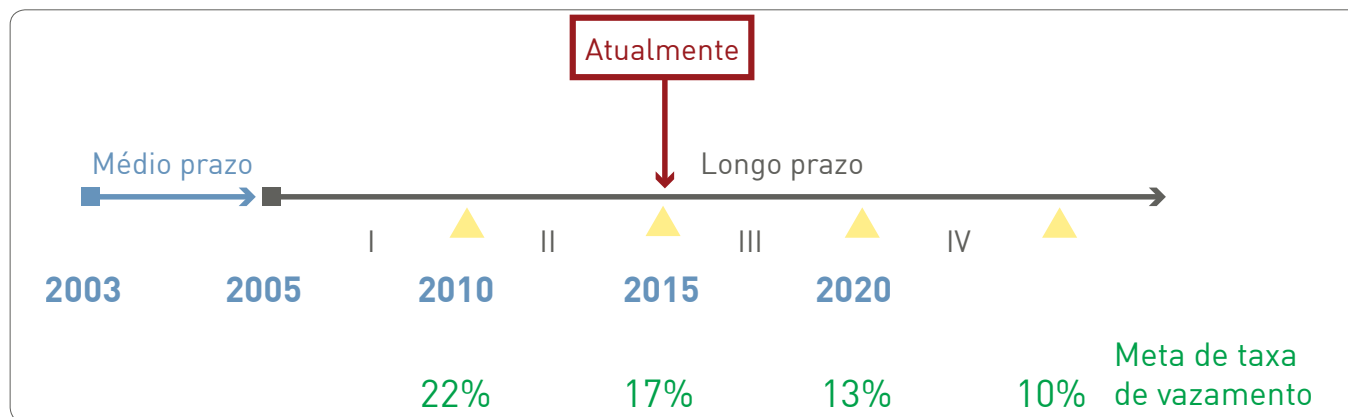 Atualmente
Médio prazo
Longo prazo
I
II
III
IV
2003
2005
2010
2015
2020
22%
17%
13%
10%
Meta de taxa
de vazamento